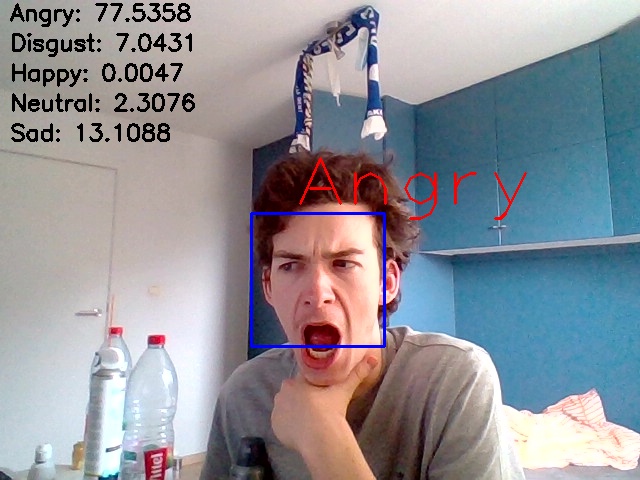 Angry: 77.5358
Disgust: 7.0431
Happy: 0.0047
Neutral: 2.3076
Sad: 13.1088
Angry